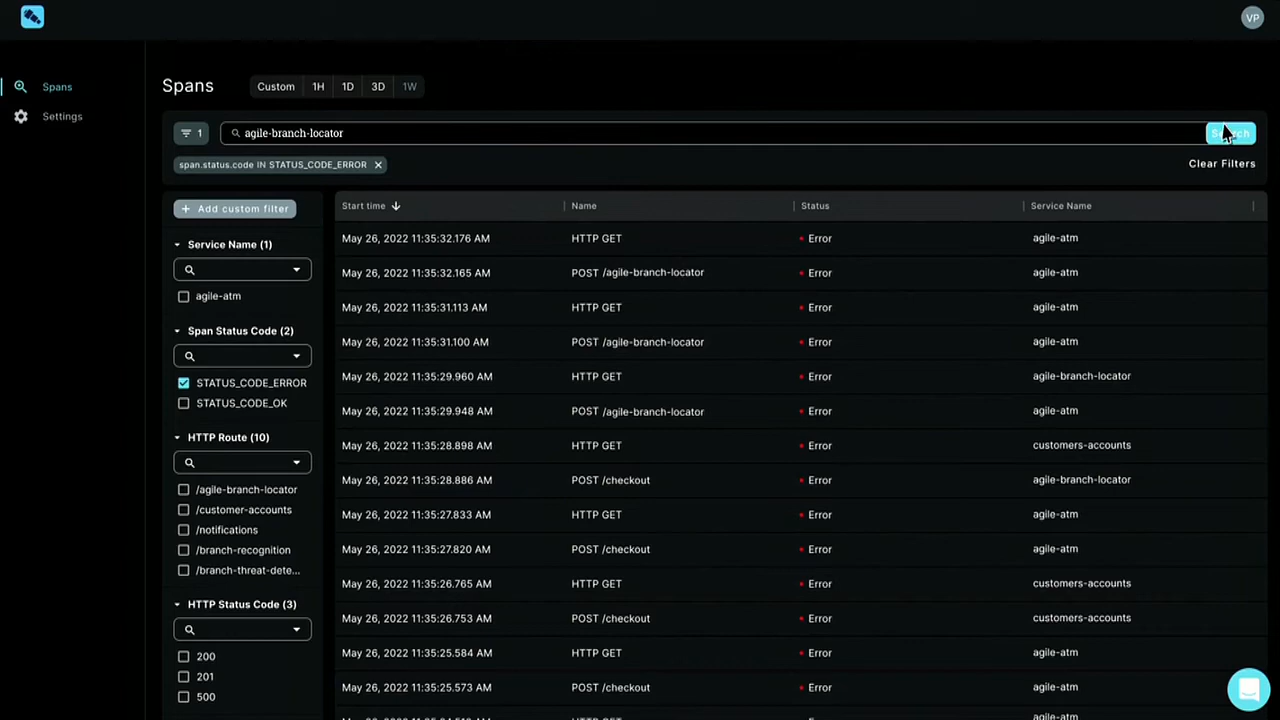 VP
Spans
Settings
Spans Custom 1H 1D 3D 1W
1 agile-branch-locator
span.status.code IN STATUS_CODE_ERROR
Clear Filters
+ Add custom filter
Service Name (1)
agile-atm
Span Status Code (2)
STATUS_CODE_ERROR
STATUS_CODE_OK
HTTP Route (10)
/agile-branch-locator
/customer-accounts
/notifications
/branch-recognition
/branch-threat-dete...
HTTP Status Code (3)
200
201
500
Start time Name Status Service Name
May 26, 2022 11:35:32.176 AM HTTP GET Error agile-atm
May 26, 2022 11:35:32.165 AM POST /agile-branch-locator Error agile-atm
May 26, 2022 11:35:31.113 AM HTTP GET Error agile-atm
May 26, 2022 11:35:31.100 AM POST /agile-branch-locator Error agile-atm
May 26, 2022 11:35:29.960 AM HTTP GET Error agile-branch-locator
May 26, 2022 11:35:29.948 AM POST /agile-branch-locator Error agile-atm
May 26, 2022 11:35:28.898 AM HTTP GET Error customers-accounts
May 26, 2022 11:35:28.886 AM POST /checkout Error agile-branch-locator
May 26, 2022 11:35:27.833 AM HTTP GET Error agile-atm
May 26, 2022 11:35:27.820 AM POST /checkout Error agile-atm
May 26, 2022 11:35:26.765 AM HTTP GET Error customers-accounts
May 26, 2022 11:35:26.753 AM POST /checkout Error customers-accounts
May 26, 2022 11:35:25.584 AM HTTP GET Error agile-atm
May 26, 2022 11:35:25.573 AM POST /checkout Error agile-atm